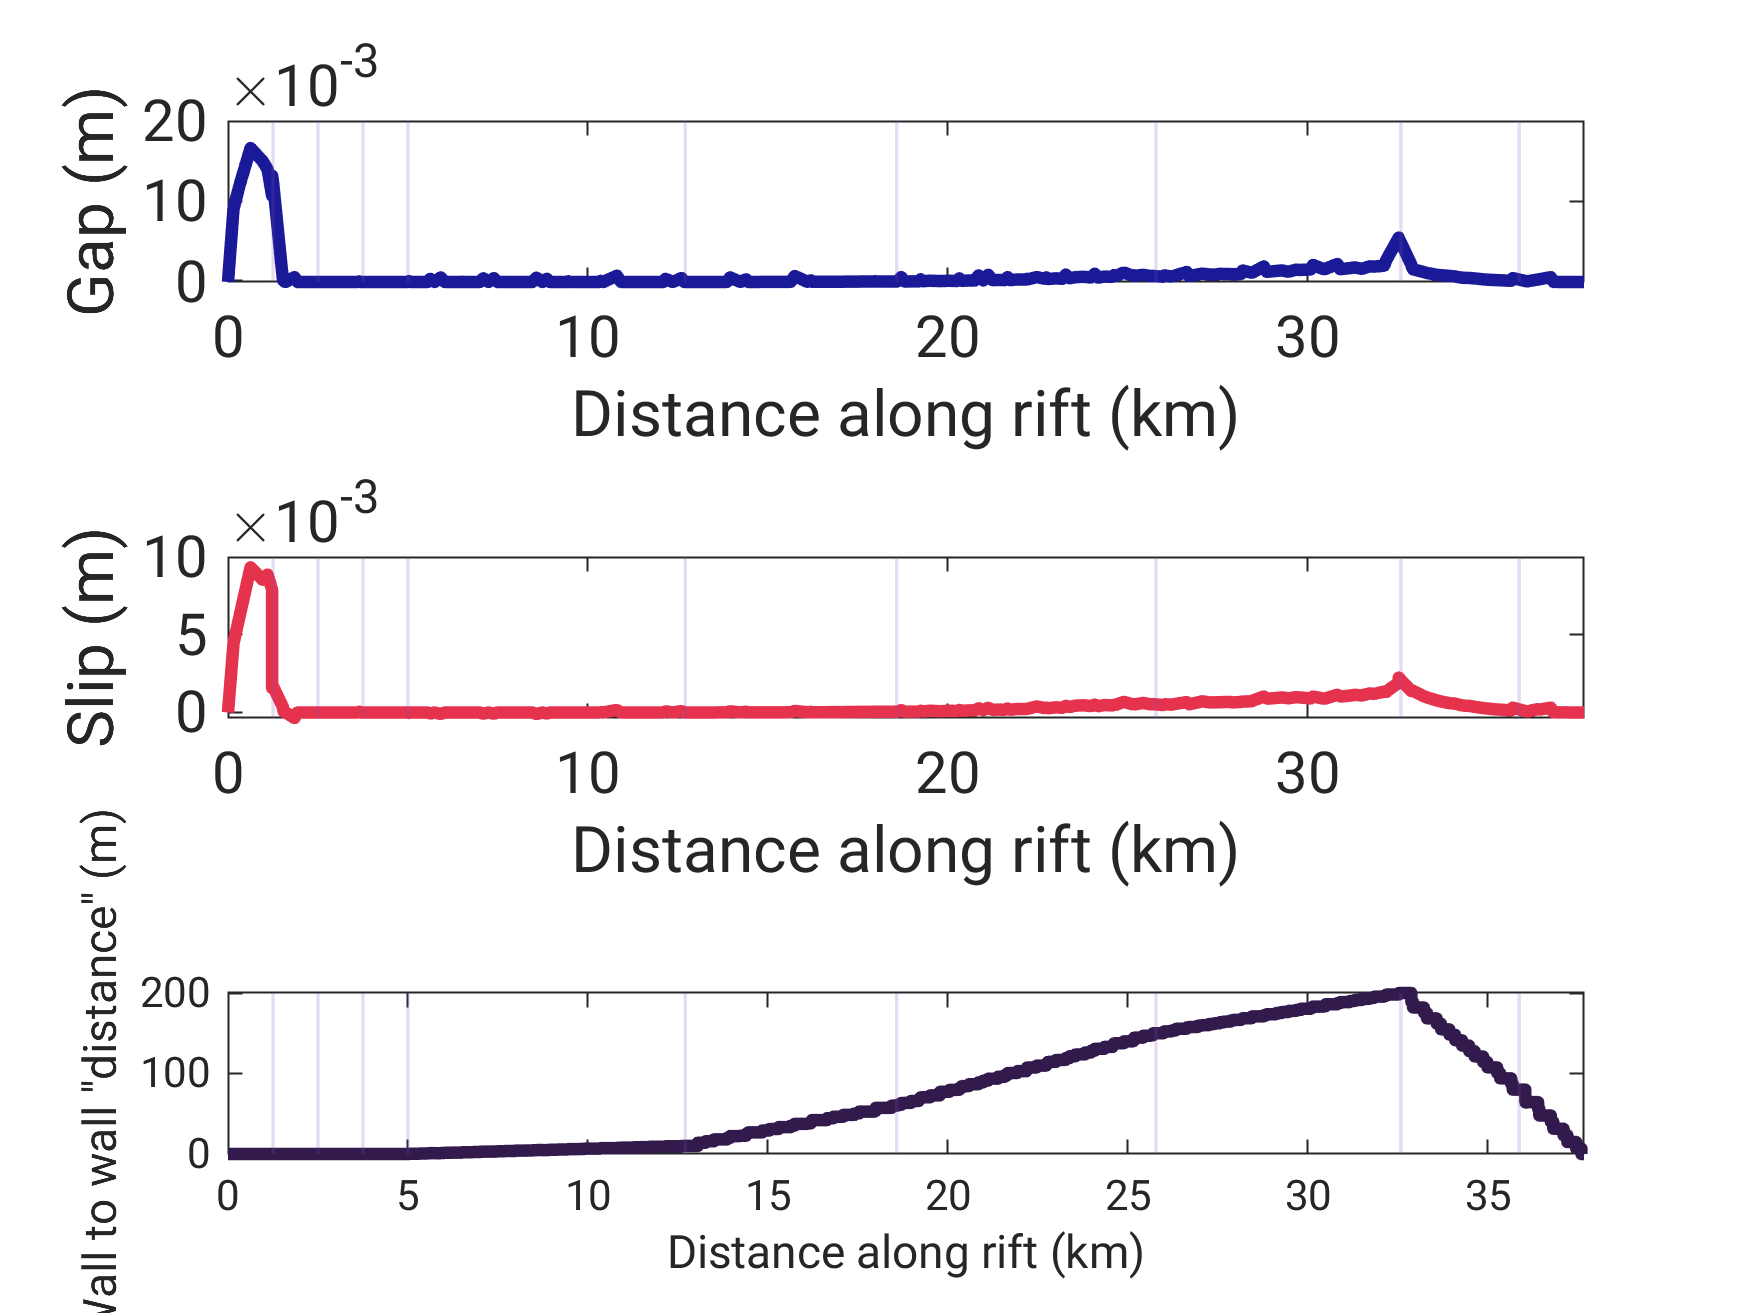 ×10-3
Gap (m)
20
10
0
0 10 20 30
Distance along rift (km)
×10-3
Slip (m)
10
5
0
0 10 20 30
Distance along rift (km)
to wall "distance" (m)
200
100
0
0 5 10 15 20 25 30 35
Distance along rift (km)